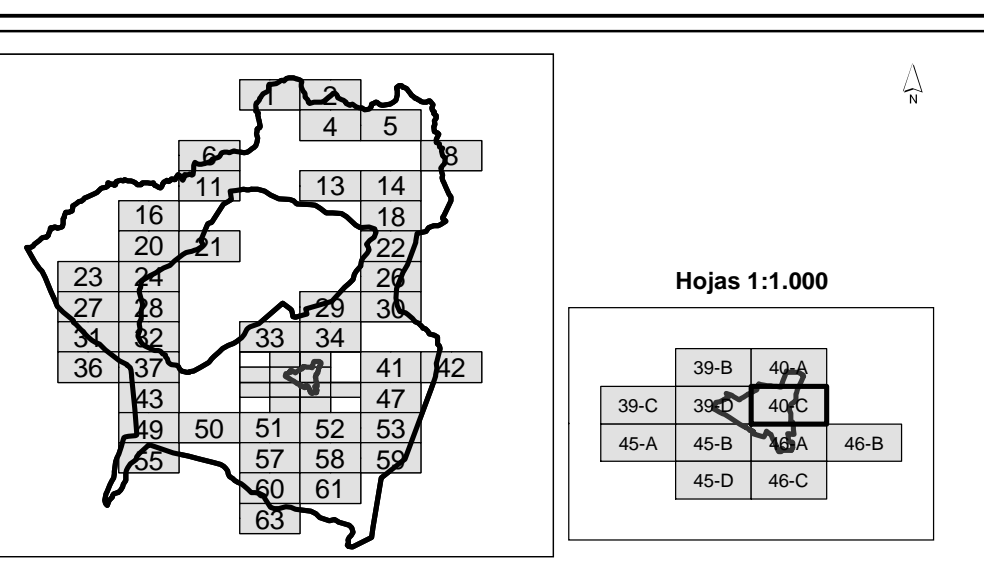 N
1 2
4 5
6 8
11 13 14
16 18
20 21 22
23 24 26
27 28 29 30
31 32 33 34
36 37 41 42
43 47
49 50 51 52 53
55 57 58 59
60 61
63
Hojas 1:1.000
39-B 40-A
39-C 39-D 40-C
45-A 45-B 46-A 46-B
45-D 46-C